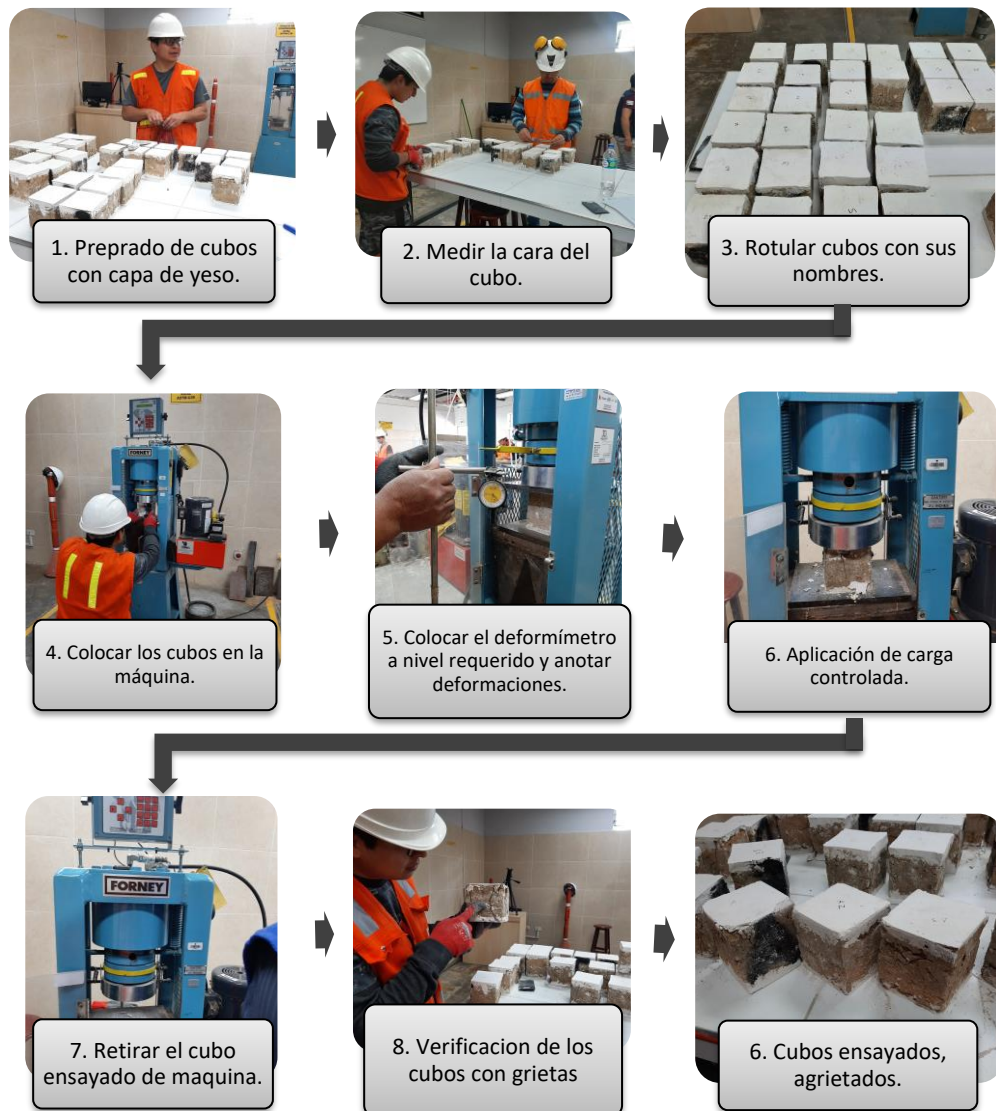 1. Preprado de cubos
con capa de yeso.
2. Medir la cara del
cubo.
3. Rotular cubos con sus
nombres.
FORNEY
4. Colocar los cubos en la
máquina.
5. Colocar el deformímetro
a nivel requerido y anotar
deformaciones.
6. Aplicación de carga
controlada.
FORNEY
7. Retirar el cubo
ensayado de maquina.
8. Verificacion de los
cubos con grietas
6. Cubos ensayados,
agrietados.